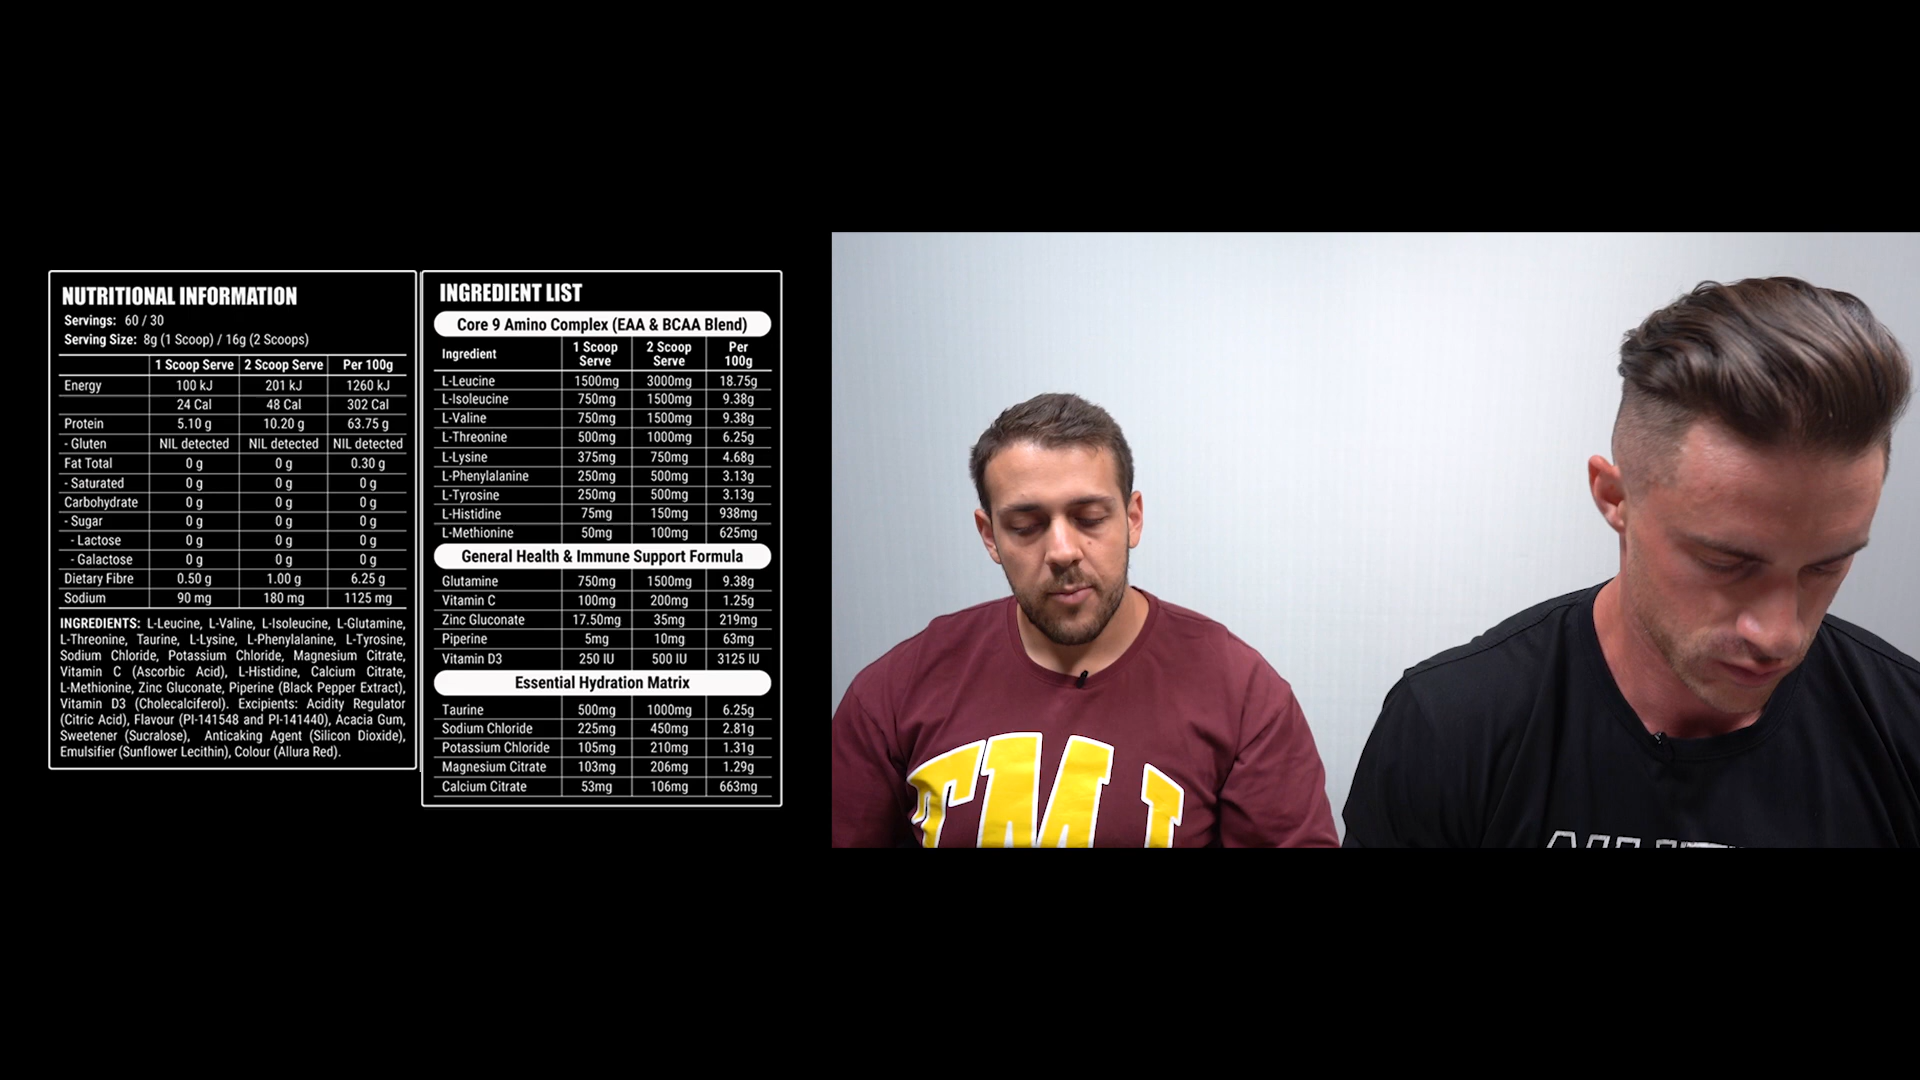 NUTRITIONAL INFORMATION
Servings: 60 / 30
Serving Size: 8g (1 Scoop) / 16g (2 Scoops)
1 Scoop Serve 2 Scoop Serve Per 100g
Energy 100 kJ 201 kJ 1260 kJ
24 Cal 48 Cal 302 Cal
Protein 5.10 g 10.20 g 63.75 g
- Gluten NIL detected NIL detected NIL detected
Fat Total 0 g 0 g 0.30 g
- Saturated 0 g 0 g 0 g
Carbohydrate 0 g 0 g 0 g
- Sugar 0 g 0 g 0 g
- Lactose 0 g 0 g 0 g
- Galactose 0 g 0 g 0 g
Dietary Fibre 0.50 g 1.00 g 6.25 g
Sodium 90 mg 180 mg 1125 mg
INGREDIENTS: L-Leucine, L-Valine, L-Isoleucine, L-Glutamine,
L-Threonine, Taurine, L-Lysine, L-Phenylalanine, L-Tyrosine,
Sodium Chloride, Potassium Chloride, Magnesium Citrate,
Vitamin C (Ascorbic Acid), L-Histidine, Calcium Citrate,
L-Methionine, Zinc Gluconate, Piperine (Black Pepper Extract),
Vitamin D3 (Cholecalciferol). Excipients: Acidity Regulator
(Citric Acid), Flavour (PI-141548 and PI-141440), Acacia Gum,
Sweetener (Sucralose), Anticaking Agent (Silicon Dioxide),
Emulsifier (Sunflower Lecithin), Colour (Allura Red).
INGREDIENT LIST
Core 9 Amino Complex (EAA & BCAA Blend)
Ingredient 1 Scoop Serve 2 Scoop Serve Per 100g
L-Leucine 1500mg 3000mg 18.75g
L-Isoleucine 750mg 1500mg 9.38g
L-Valine 750mg 1500mg 9.38g
L-Threonine 500mg 1000mg 6.25g
L-Lysine 375mg 750mg 4.68g
L-Phenylalanine 250mg 500mg 3.13g
L-Tyrosine 250mg 500mg 3.13g
L-Histidine 75mg 150mg 938mg
L-Methionine 50mg 100mg 625mg
General Health & Immune Support Formula
Glutamine 750mg 1500mg 9.38g
Vitamin C 100mg 200mg 1.25g
Zinc Gluconate 17.50mg 35mg 219mg
Piperine 5mg 10mg 63mg
Vitamin D3 250 IU 500 IU 3125 IU
Essential Hydration Matrix
Taurine 500mg 1000mg 6.25g
Sodium Chloride 225mg 450mg 2.81g
Potassium Chloride 105mg 210mg 1.31g
Magnesium Citrate 103mg 206mg 1.29g
Calcium Citrate 53mg 106mg 663mg